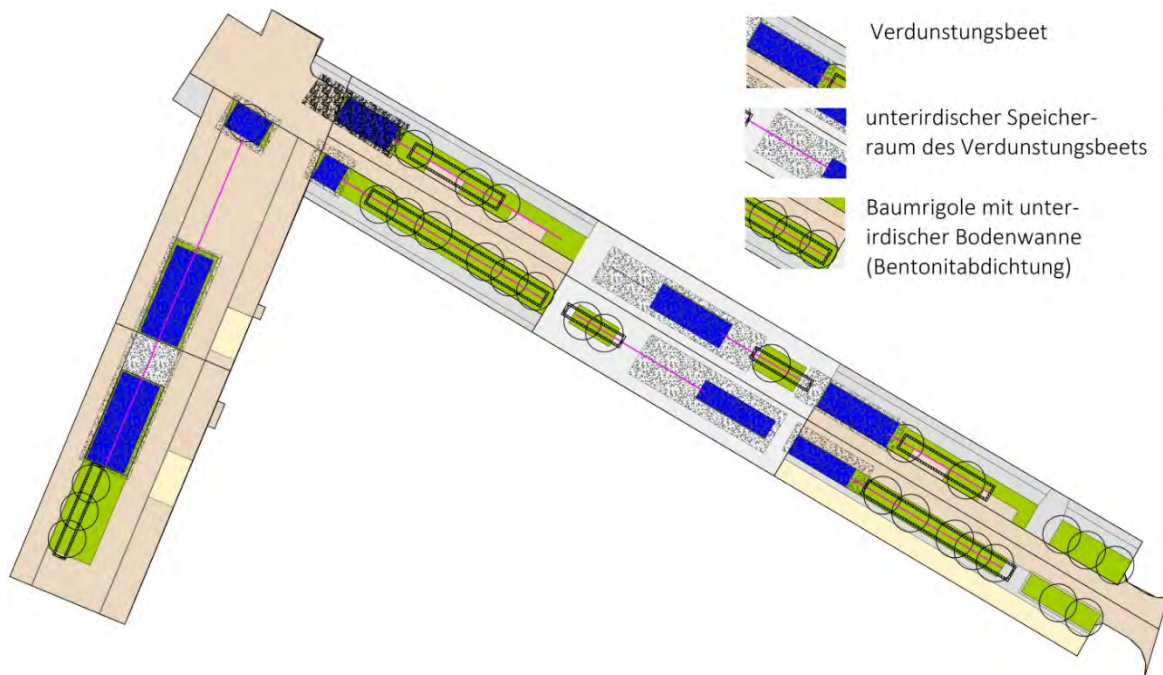 Verdunstungsbeet
unterirdischer Speicher-
raum des Verdunstungsbeets
Baumrigole mit unter-
irdischer Bodenwanne
(Bentonitabdichtung)